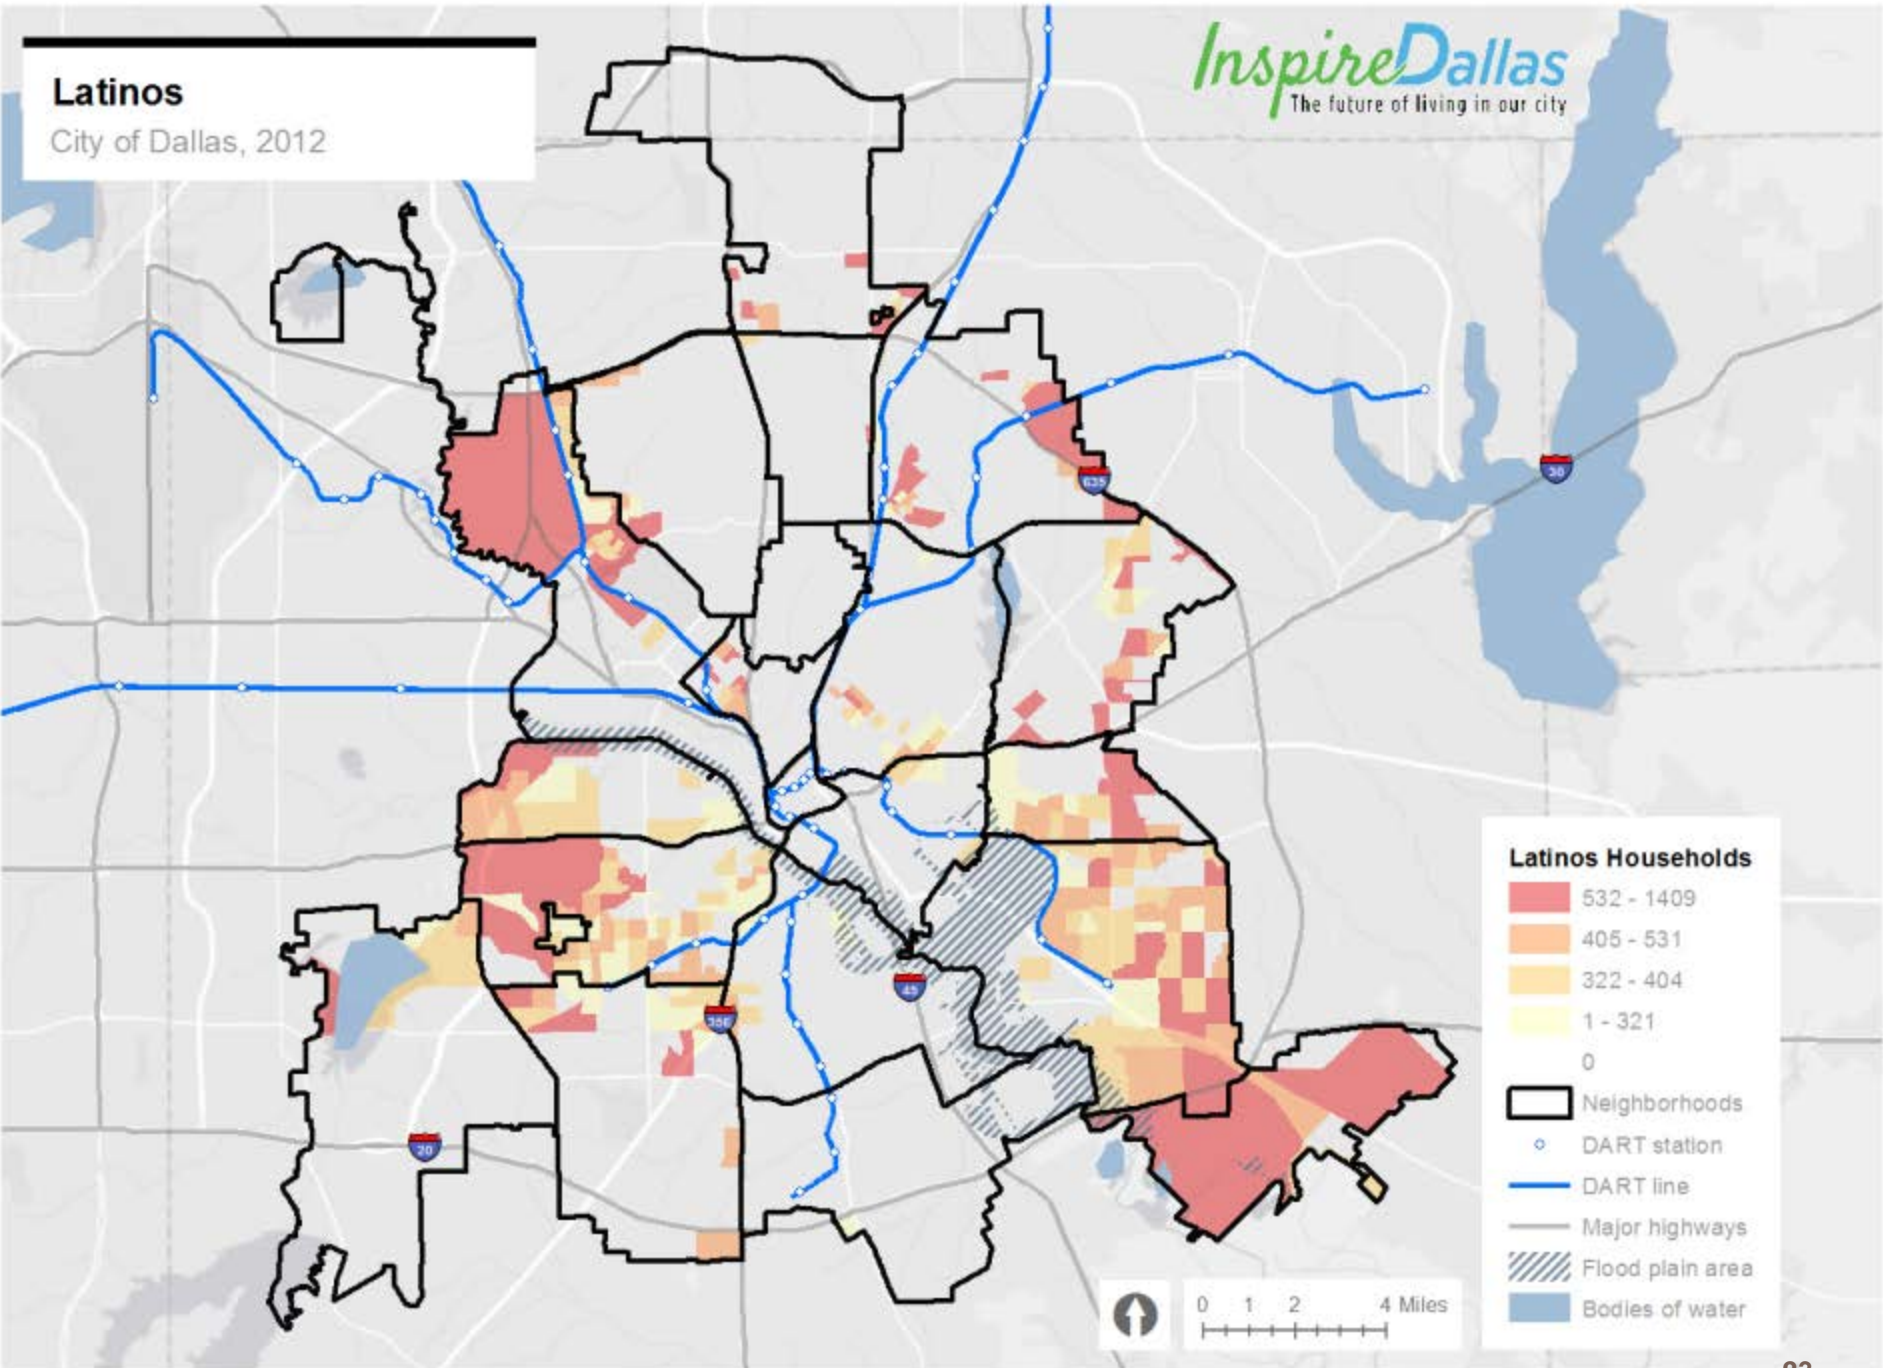 Latinos
City of Dallas, 2012
InspireDallas
The future of living in our city
635
30
45
35E
20
Latinos Households
532 - 1409
405 - 531
322 - 404
1 - 321
0
Neighborhoods
DART station
DART line
Major highways
Flood plain area
Bodies of water
0 1 2 4 Miles